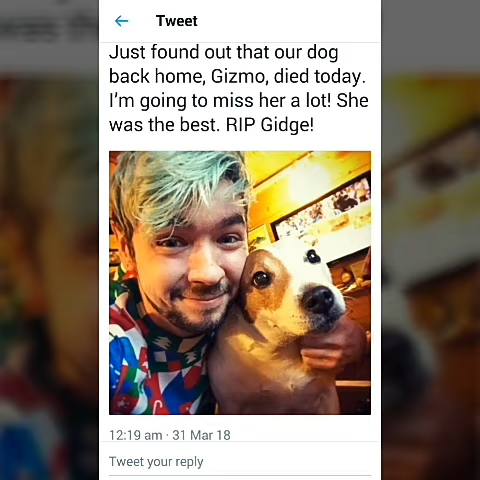 Tweet
Just found out that our dog
back home, Gizmo, died today.
I'm going to miss her a lot! She
was the best. RIP Gidge!
12:19 am · 31 Mar 18
Tweet your reply